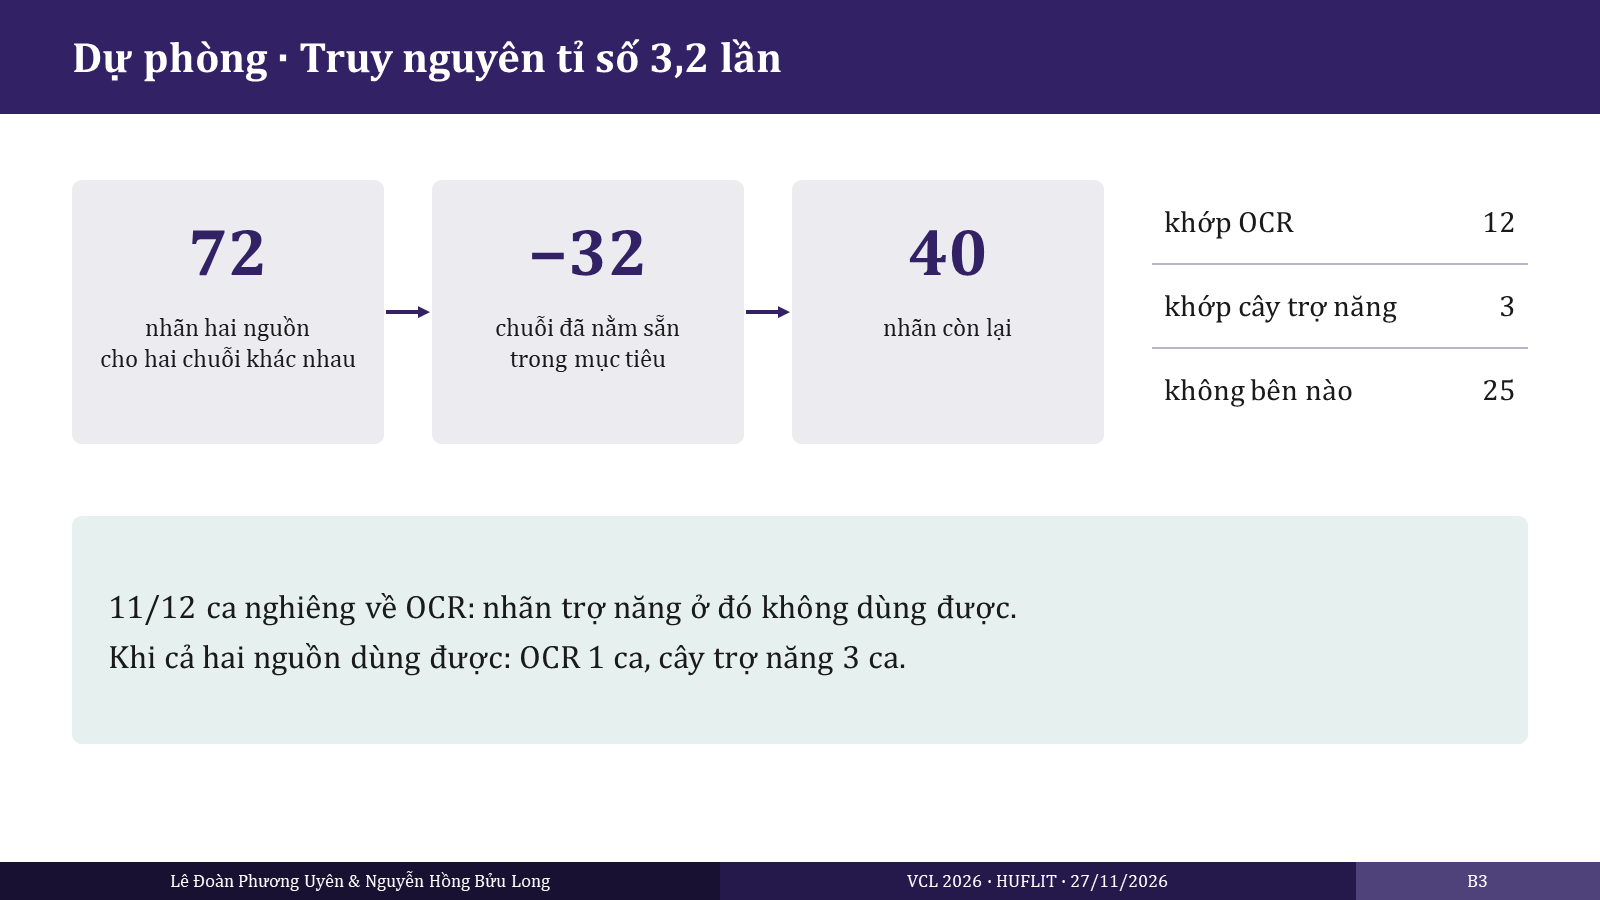 Dự phòng · Truy nguyên tỉ số 3,2 lần
72
nhãn hai nguồn
cho hai chuỗi khác nhau
−32
chuỗi đã nằm sẵn
trong mục tiêu
40
nhãn còn lại
khớp OCR 12
khớp cây trợ năng 3
không bên nào 25
11/12 ca nghiêng về OCR: nhãn trợ năng ở đó không dùng được.
Khi cả hai nguồn dùng được: OCR 1 ca, cây trợ năng 3 ca.
Lê Đoàn Phương Uyên & Nguyễn Hồng Bửu Long
VCL 2026 · HUFLIT · 27/11/2026
B3